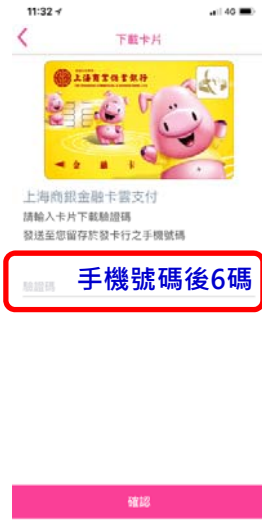 11:32
4G
下載卡片
上海商業儲蓄銀行
金融卡
上海商銀金融卡雲支付
請輸入卡片下載驗證碼
發送至您留存於發卡行之手機號碼
驗證碼 手機號碼後6碼
確認